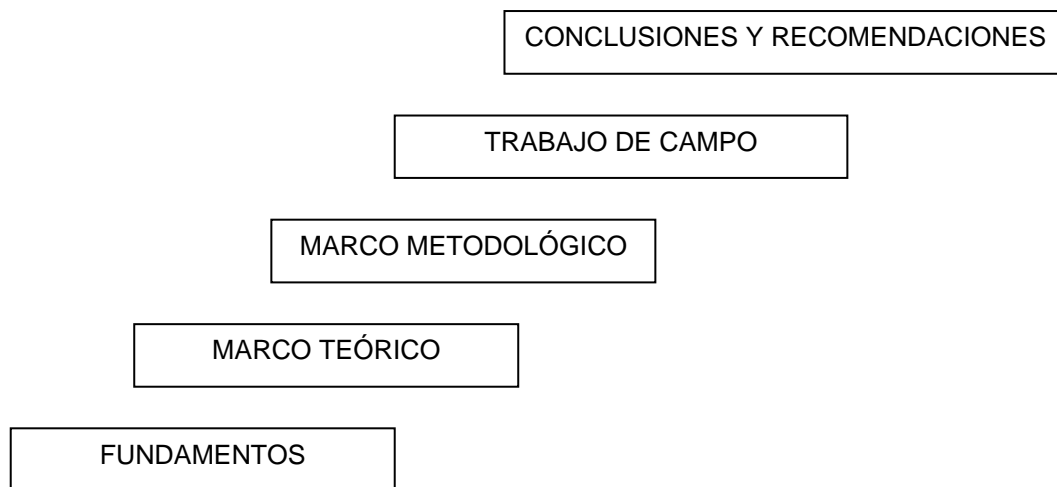 CONCLUSIONES Y RECOMENDACIONES
TRABAJO DE CAMPO
MARCO METODOLÓGICO
MARCO TEÓRICO
FUNDAMENTOS